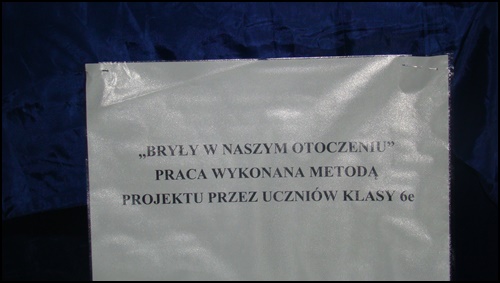 „BRYŁY W NASZYM OTOCZENIU”
PRACA WYKONANA METODĄ
PROJEKTU PRZEZ UCZNIÓW KLASY 6e